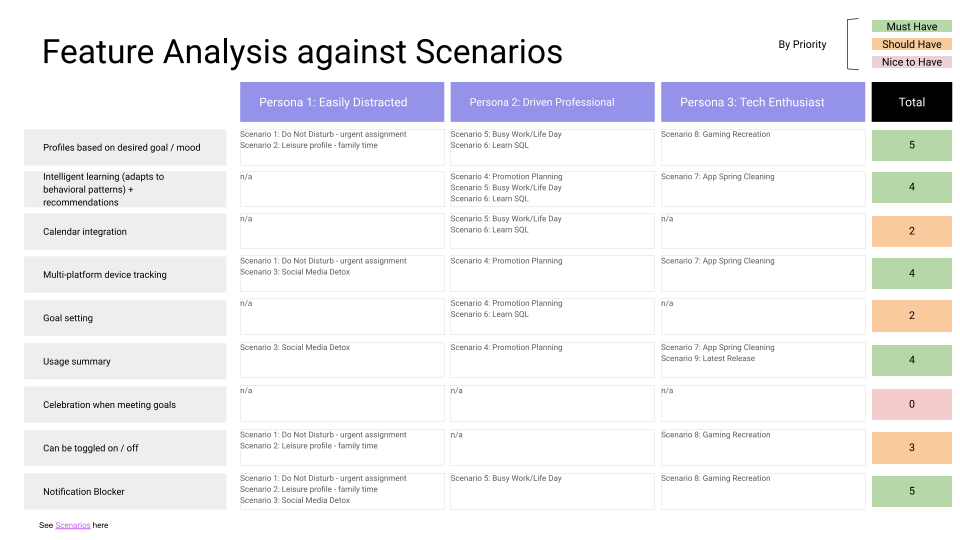 Feature Analysis against Scenarios
By Priority
Must Have
Should Have
Nice to Have
Persona 1: Easily Distracted
Persona 2: Driven Professional
Persona 3: Tech Enthusiast
Total
Profiles based on desired goal / mood
Scenario 1: Do Not Disturb - urgent assignment
Scenario 2: Leisure profile - family time
Scenario 5: Busy Work/Life Day
Scenario 6: Learn SQL
Scenario 8: Gaming Recreation
5
Intelligent learning (adapts to
behavioral patterns) +
recommendations
n/a
Scenario 4: Promotion Planning
Scenario 5: Busy Work/Life Day
Scenario 6: Learn SQL
Scenario 7: App Spring Cleaning
4
Calendar integration
n/a
Scenario 5: Busy Work/Life Day
Scenario 6: Learn SQL
n/a
2
Multi-platform device tracking
Scenario 1: Do Not Disturb - urgent assignment
Scenario 3: Social Media Detox
Scenario 4: Promotion Planning
Scenario 7: App Spring Cleaning
4
Goal setting
n/a
Scenario 4: Promotion Planning
Scenario 6: Learn SQL
n/a
2
Usage summary
Scenario 3: Social Media Detox
Scenario 4: Promotion Planning
Scenario 7: App Spring Cleaning
Scenario 9: Latest Release
4
Celebration when meeting goals
n/a
n/a
n/a
0
Can be toggled on / off
Scenario 1: Do Not Disturb - urgent assignment
Scenario 2: Leisure profile - family time
n/a
Scenario 8: Gaming Recreation
3
Notification Blocker
Scenario 1: Do Not Disturb - urgent assignment
Scenario 2: Leisure profile - family time
Scenario 3: Social Media Detox
Scenario 5: Busy Work/Life Day
Scenario 8: Gaming Recreation
5
See Scenarios here